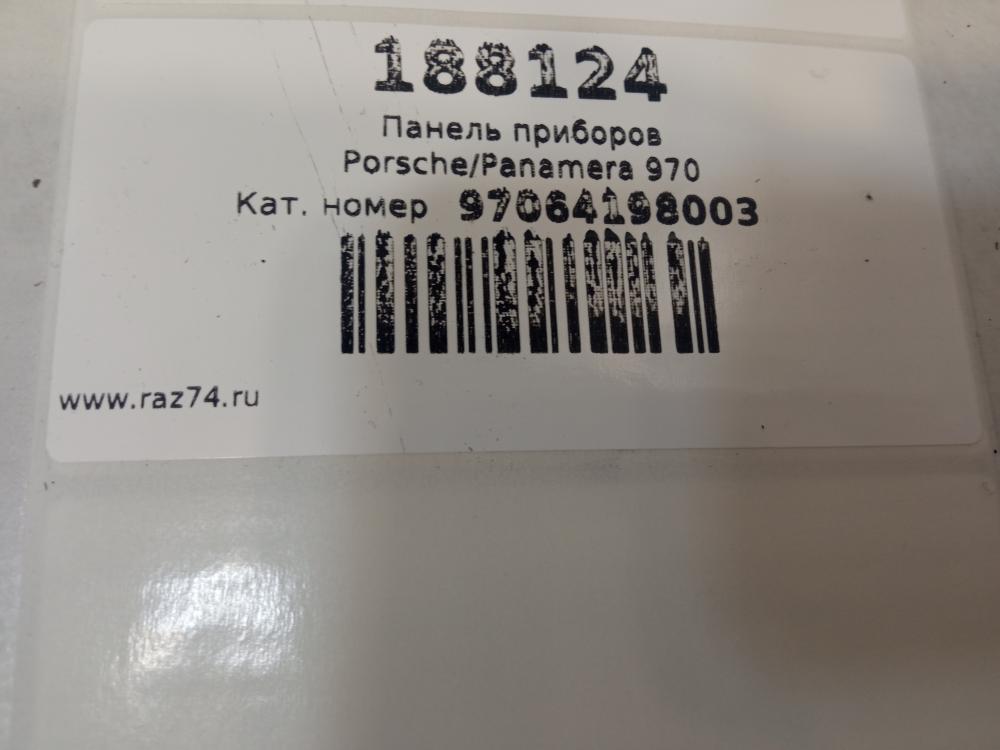 188124
Панель приборов
Porsche/Panamera 970
Кат. номер 97064198003
www.raz74.ru